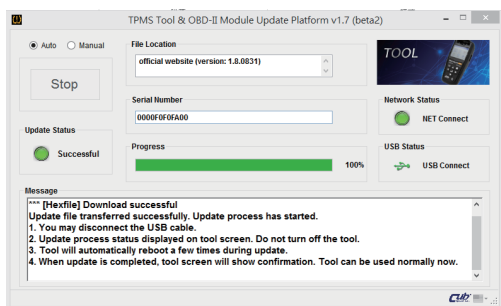 TPMS Tool & OBD-II Module Update Platform v1.7 (beta2)
Auto
Manual
Stop
File Location
official website (version: 1.8.0831)
TOOL
Serial Number
0000F0F0FA00
Network Status
NET Connect
Update Status
Successful
Progress
100%
USB Status
USB Connect
Message
*** [Hexfile] Download successful
Update file transferred successfully. Update process has started.
1. You may disconnect the USB cable.
2. Update process status displayed on tool screen. Do not turn off the tool.
3. Tool will automatically reboot a few times during update.
4. When update is completed, tool screen will show confirmation. Tool can be used normally now.
Cub